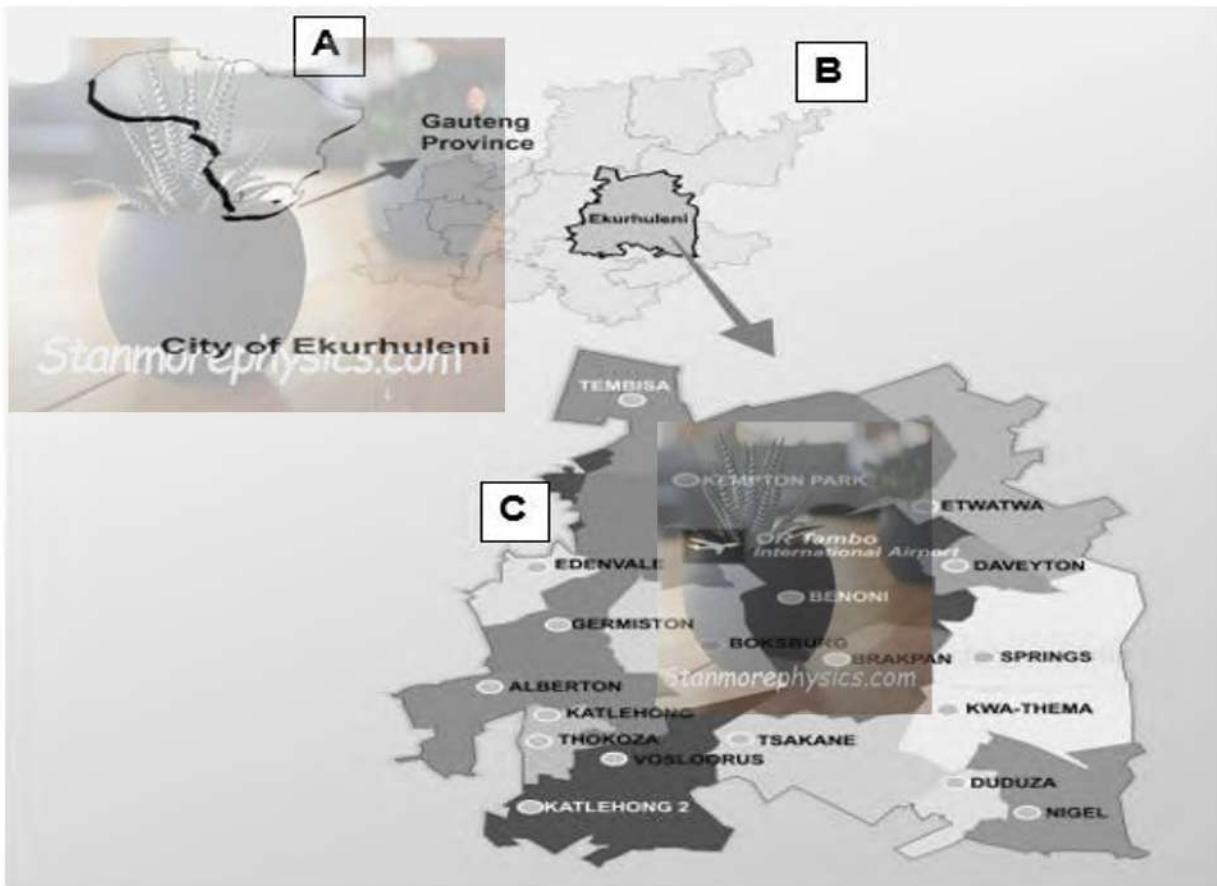 A
B
Gauteng
Province
Ekurhuleni
City of Ekurhuleni
Stanmorephysics.com
TEMBISA
KEMPTON PARK
C
ETWATWA
OR Tambo
International Airport
EDENVALE
DAVEYTON
BENONI
GERMISTON
BOKSBURG
BRAKPAN
SPRINGS
Stanmorephysics.com
ALBERTON
KATLEHONG
KWA-THEMA
THOKOZA
TSAKANE
VOSLOORUS
DUDUZA
KATLEHONG 2
NIGEL